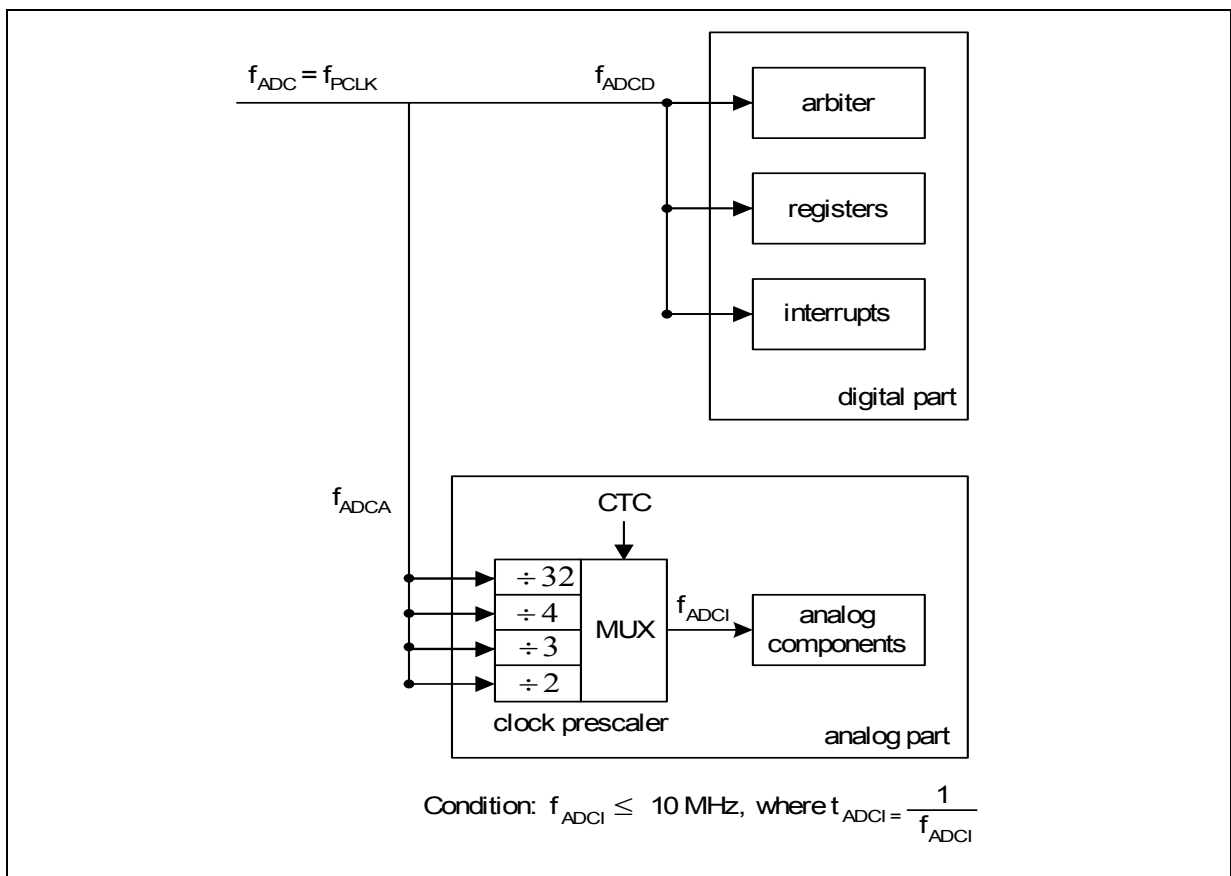 f_ADC = f_PCLK
f_ADCD
arbiter
registers
interrupts
digital part
f_ADCA
CTC
÷ 32
÷ 4
÷ 3
÷ 2
MUX
f_ADCI
analog
components
clock prescaler
analog part
Condition: f_ADCI ≤ 10 MHz, where t_ADCI = 1 / f_ADCI